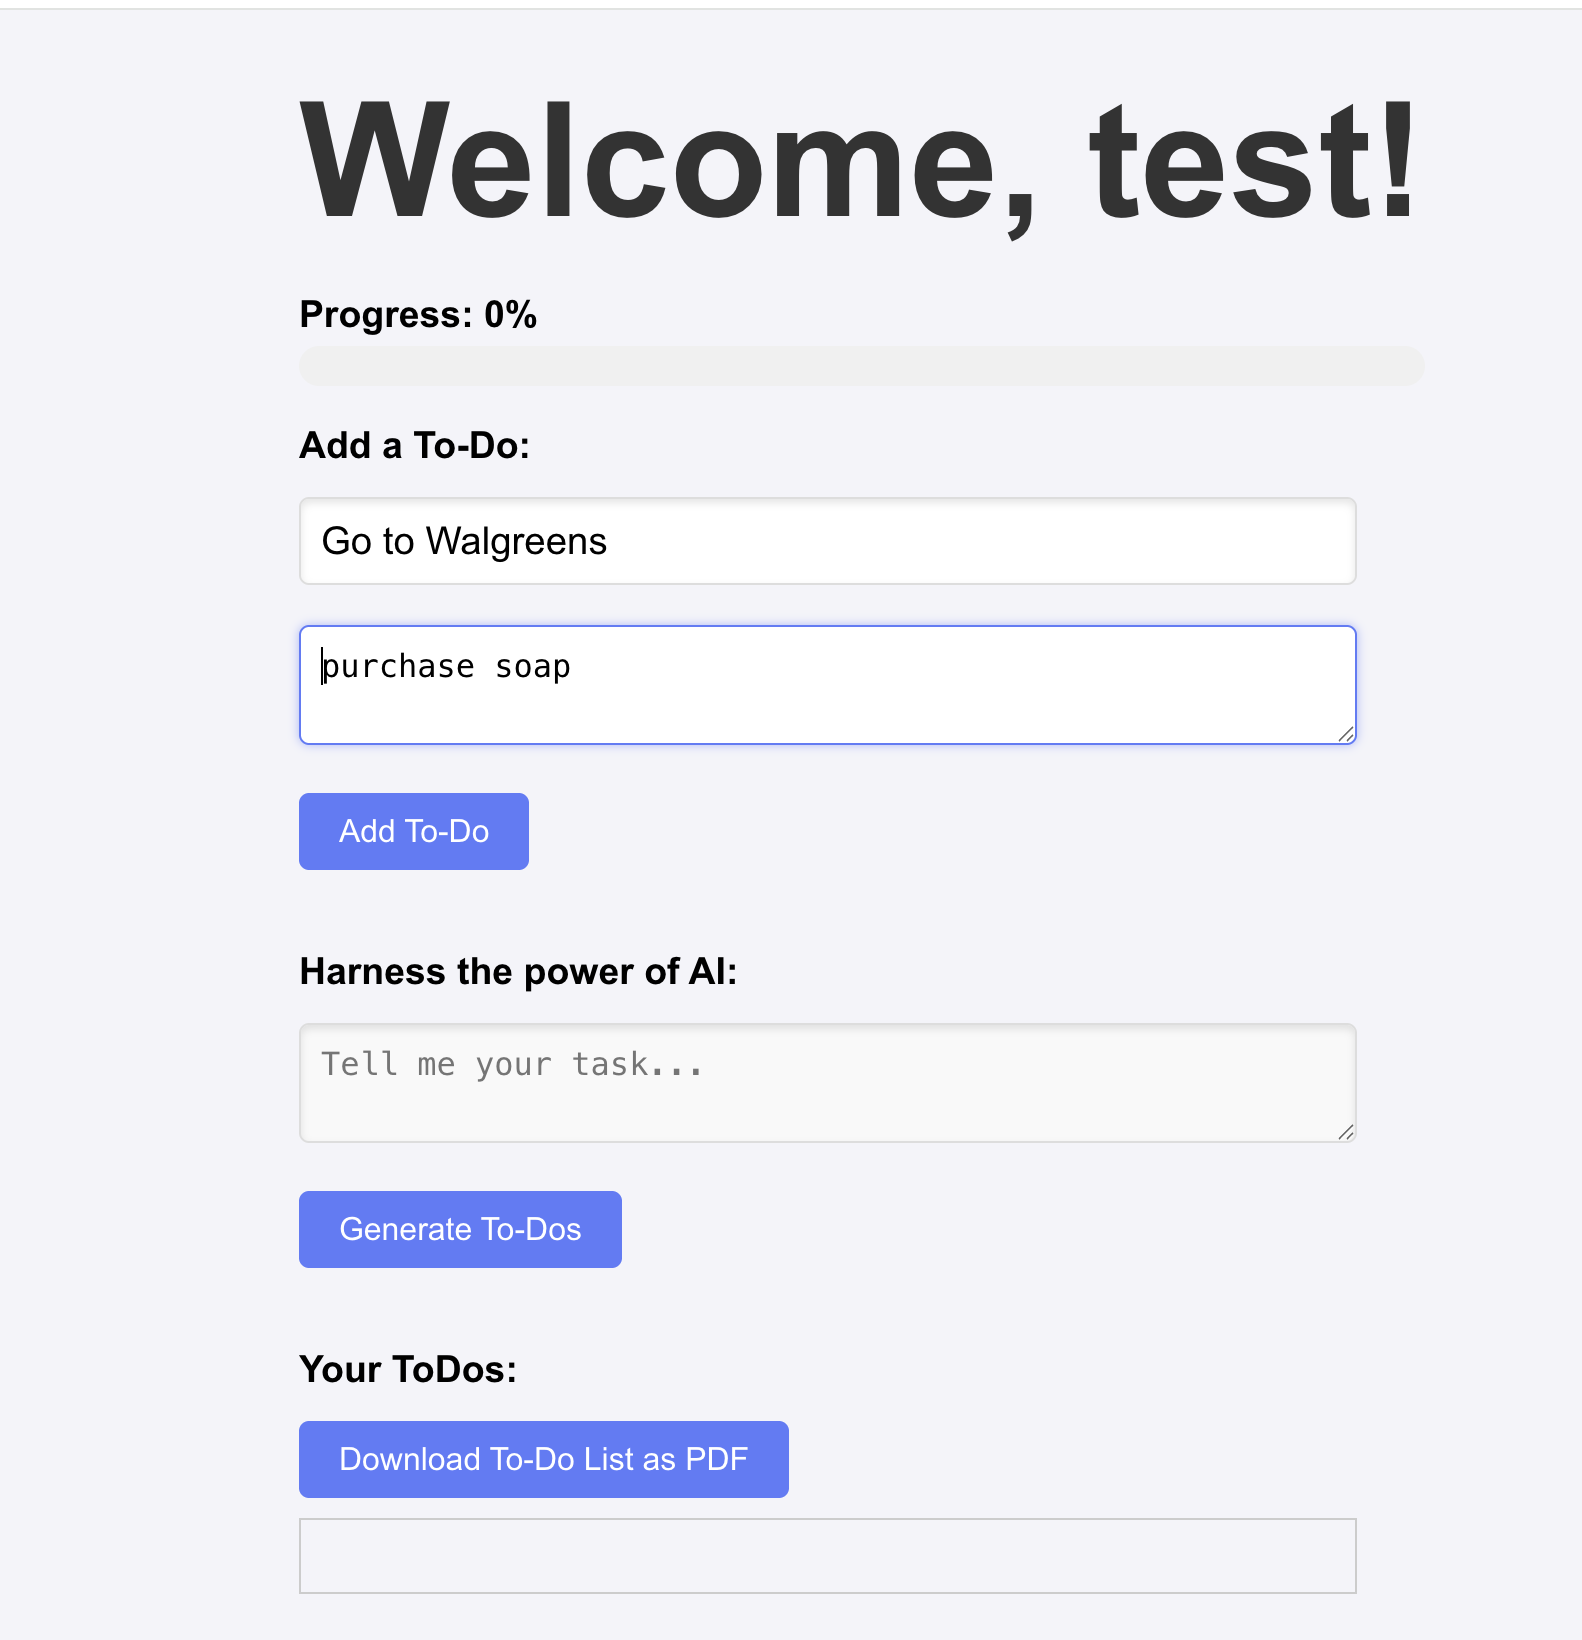 Welcome, test!
Progress: 0%
Add a To-Do:
Go to Walgreens
purchase soap
Add To-Do
Harness the power of AI:
Tell me your task...
Generate To-Dos
Your ToDos:
Download To-Do List as PDF